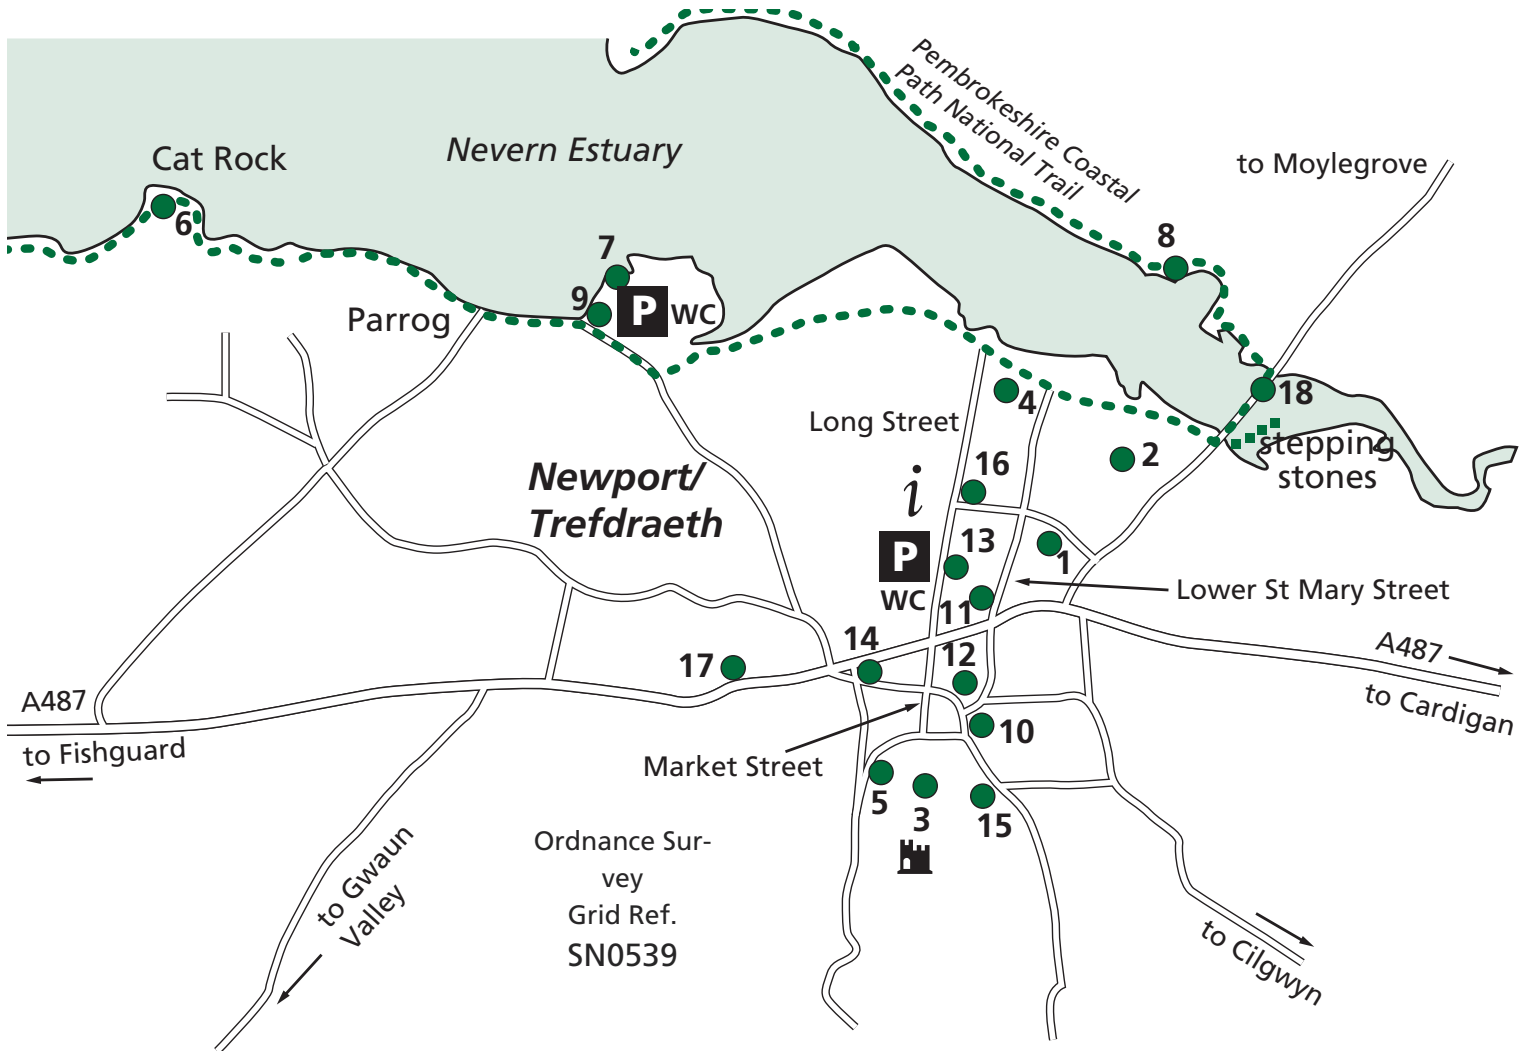 Pembrokeshire Coastal
Path National Trail
Nevern Estuary
Cat Rock
to Moylegrove
6
7
8
9
P WC
Parrog
18
4
Long Street
stepping
stones
2
16
Newport/
Trefdraeth
i
13
P
WC
1
11
Lower St Mary Street
14
12
17
A487
to Cardigan
A487
to Fishguard
10
Market Street
5
3
15
Ordnance Sur-
vey
Grid Ref.
SN0539
to Gwaun
Valley
to Cilgwyn